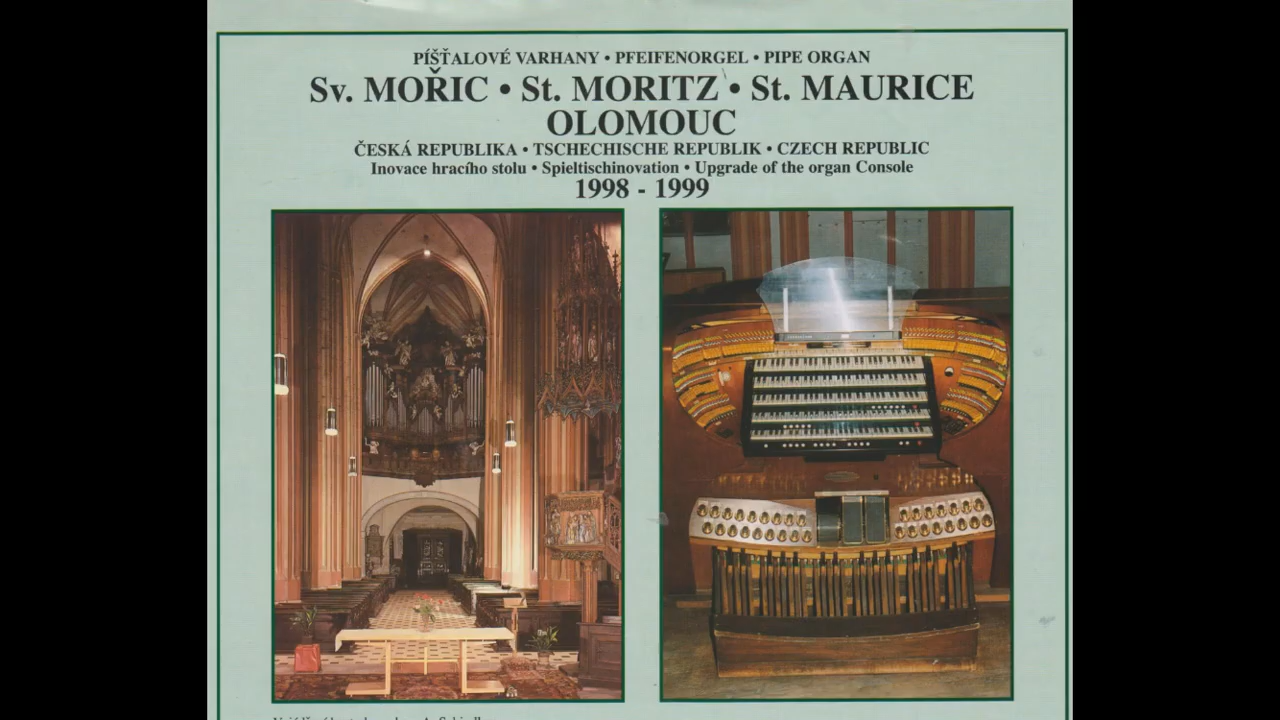 PÍŠŤALOVÉ VARHANY • PFEIFENORGEL • PIPE ORGAN
Sv. MOŘIC • St. MORITZ • St. MAURICE
OLOMOUC
ČESKÁ REPUBLIKA • TSCHECHISCHE REPUBLIK • CZECH REPUBLIC
Inovace hracího stolu • Spieltischinovation • Upgrade of the organ Console
1998 - 1999